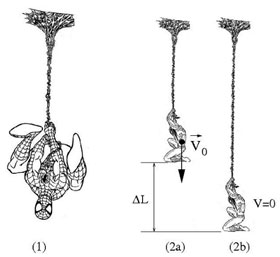 V₀
ΔL
V=0
(1)
(2a)
(2b)